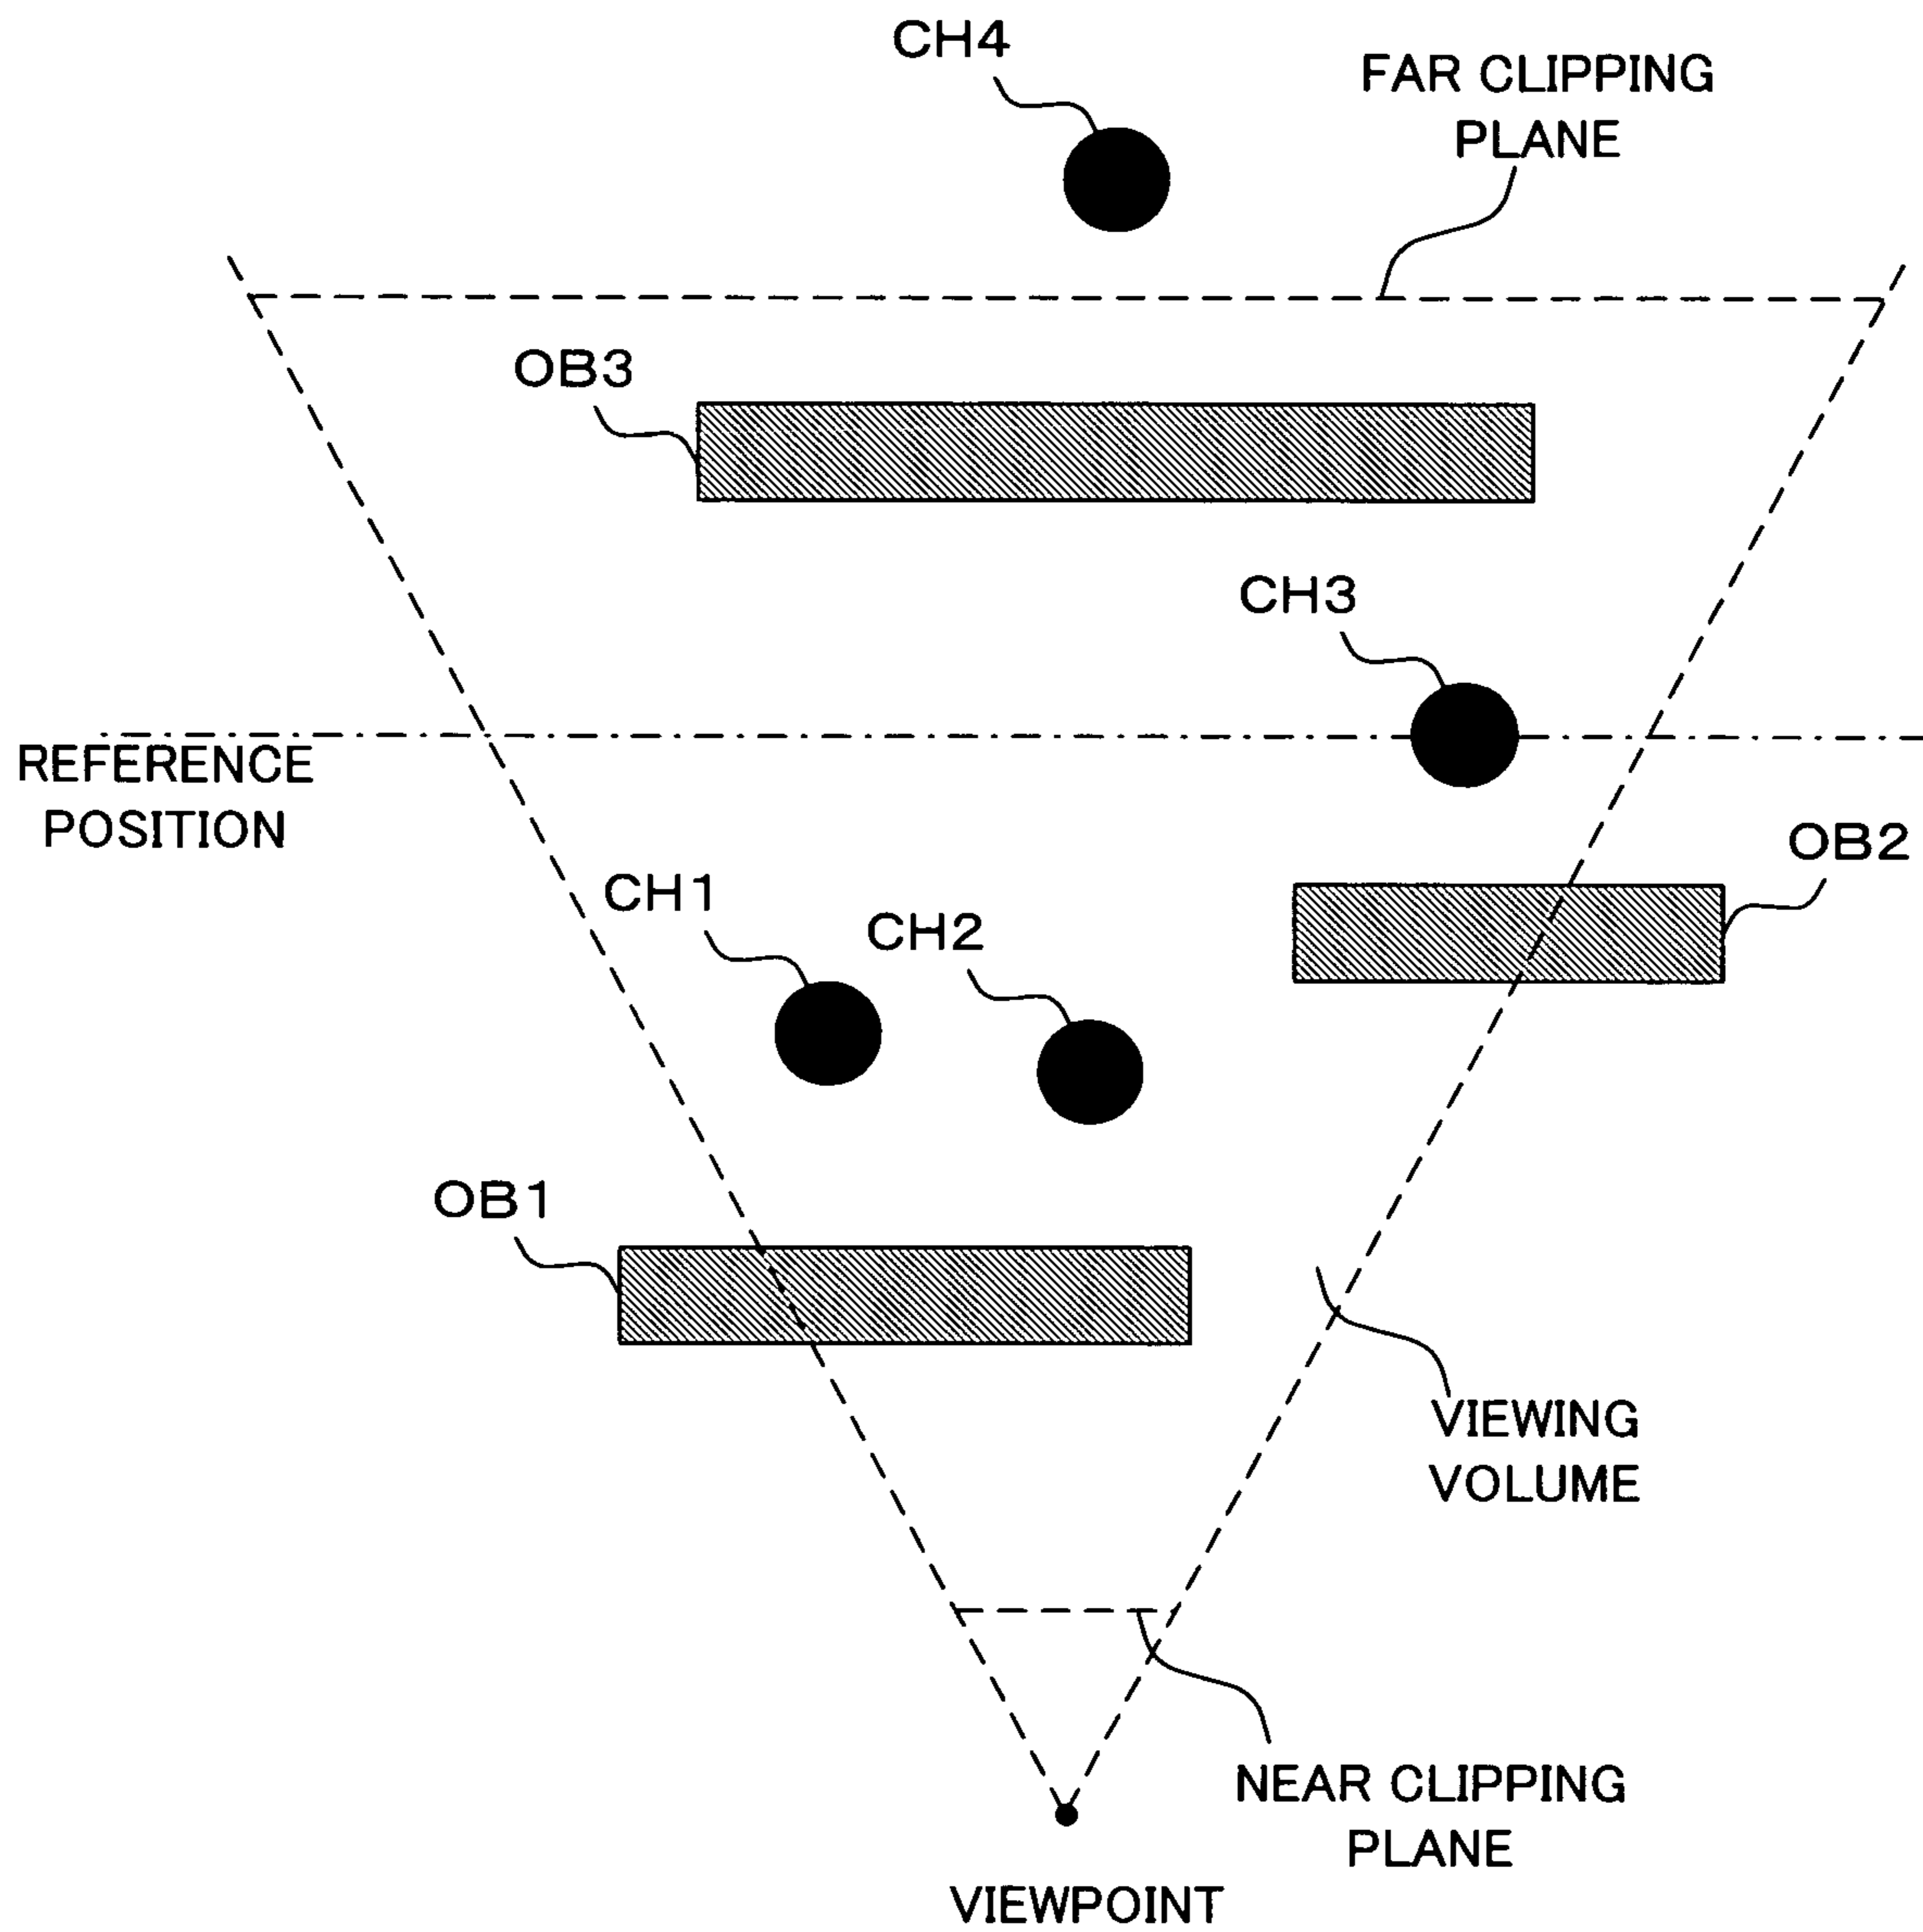 CH4
FAR CLIPPING
PLANE
OB3
CH3
REFERENCE
POSITION
OB2
CH1
CH2
OB1
VIEWING
VOLUME
NEAR CLIPPING
PLANE
VIEWPOINT